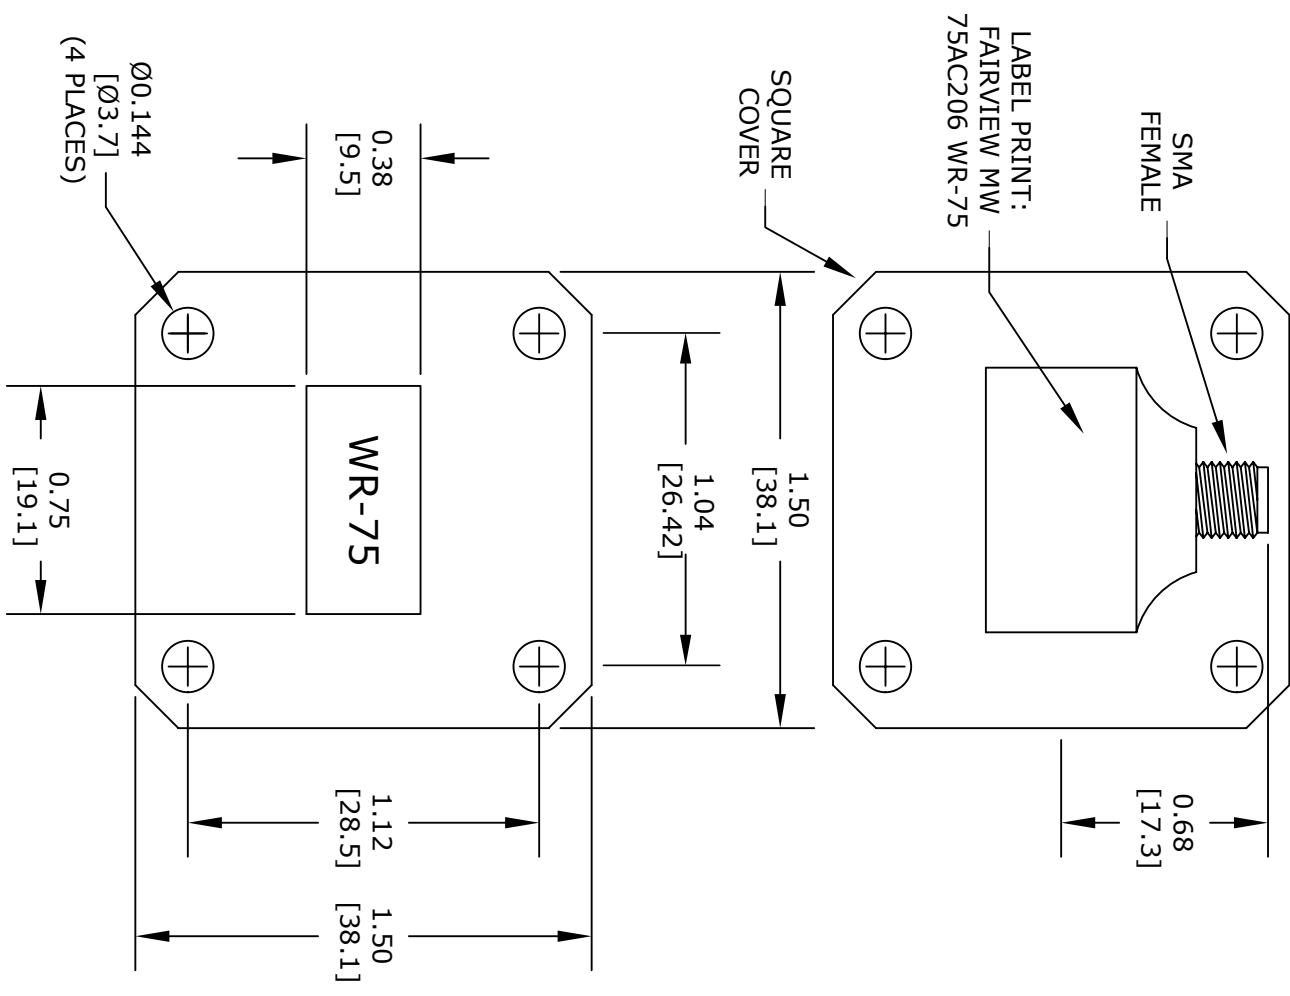 SMA
FEMALE
LABEL PRINT:
FAIRVIEW MW
75AC206 WR-75
0.68
[17.3]
SQUARE
COVER
1.50
[38.1]
1.04
[26.42]
0.38
[9.5]
WR-75
1.12
[28.5]
1.50
[38.1]
Ø0.144
[Ø3.7]
(4 PLACES)
0.75
[19.1]